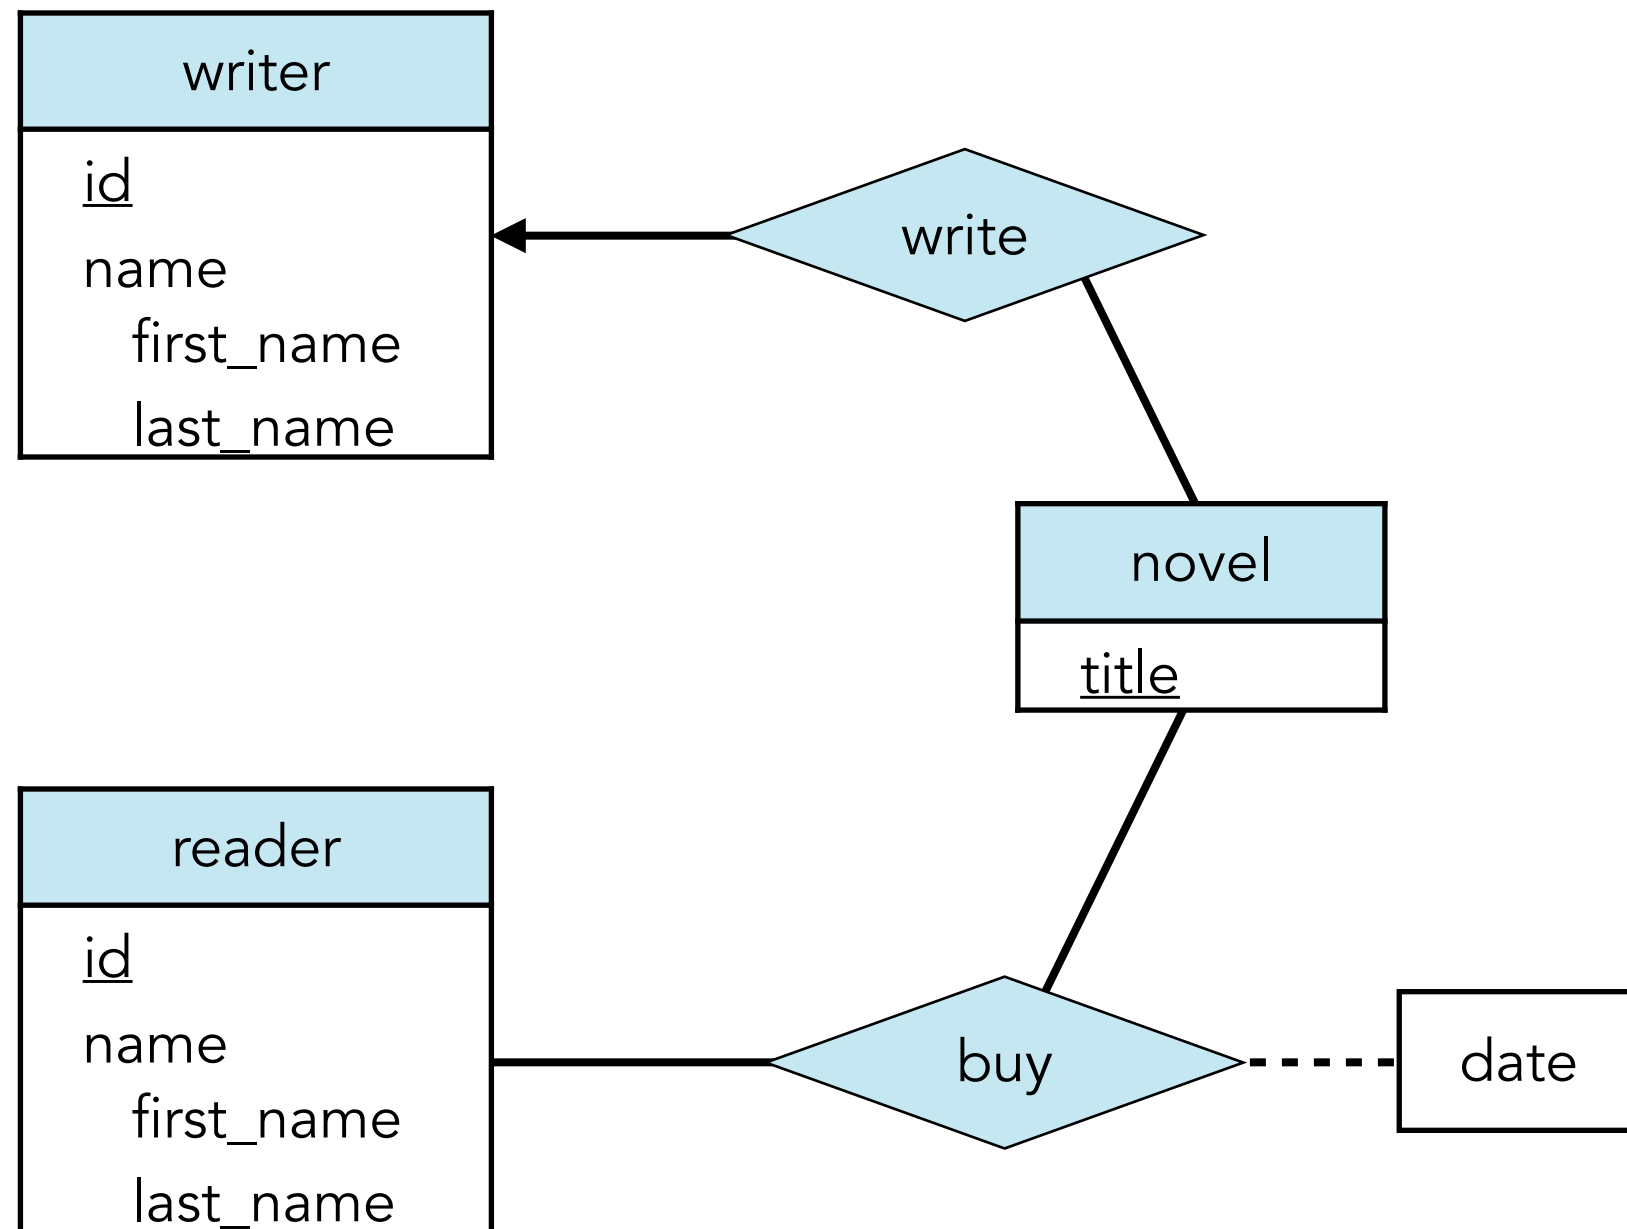 writer
id
name
first_name
last_name
write
novel
title
reader
id
name
first_name
last_name
buy
date